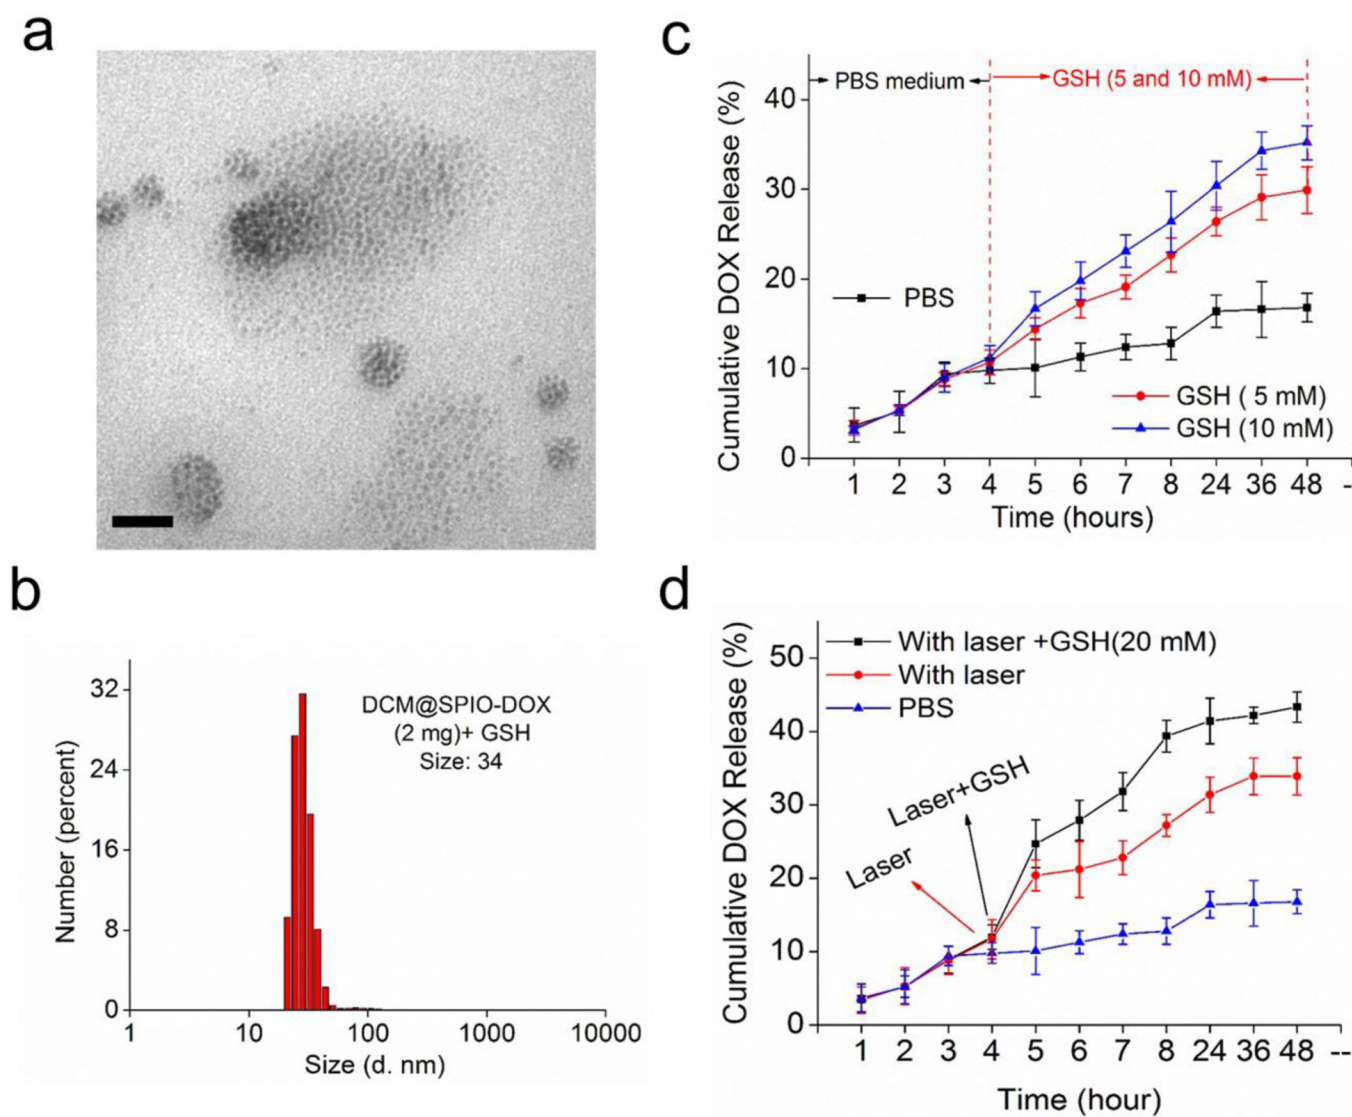 a
b
Number (percent)
32
24
16
8
0
DCM@SPIO-DOX
(2 mg)+ GSH
Size: 34
1 10 100 1000 10000
Size (d. nm)
c
Cumulative DOX Release (%)
40
30
20
10
0
PBS medium
GSH (5 and 10 mM)
PBS
GSH ( 5 mM)
GSH (10 mM)
1 2 3 4 5 6 7 8 24 36 48 -
Time (hours)
d
Cumulative DOX Release (%)
50
40
30
20
10
0
With laser +GSH(20 mM)
With laser
PBS
Laser+GSH
Laser
1 2 3 4 5 6 7 8 24 36 48 --
Time (hour)